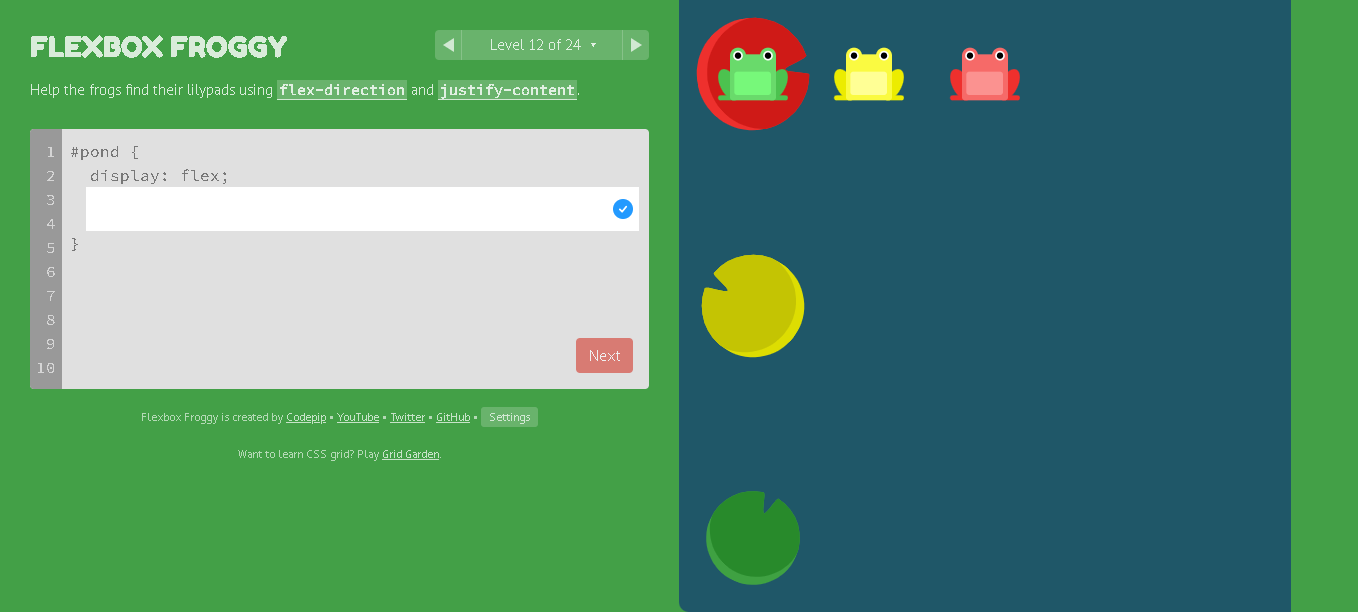 FLEXBOX FROGGY
Level 12 of 24
Help the frogs find their lilypads using flex-direction and justify-content.
1 #pond {
2 display: flex;
3
4
5 }
6
7
8
9
10
Next
Flexbox Froggy is created by Codepip • YouTube • Twitter • GitHub • Settings
Want to learn CSS grid? Play Grid Garden.